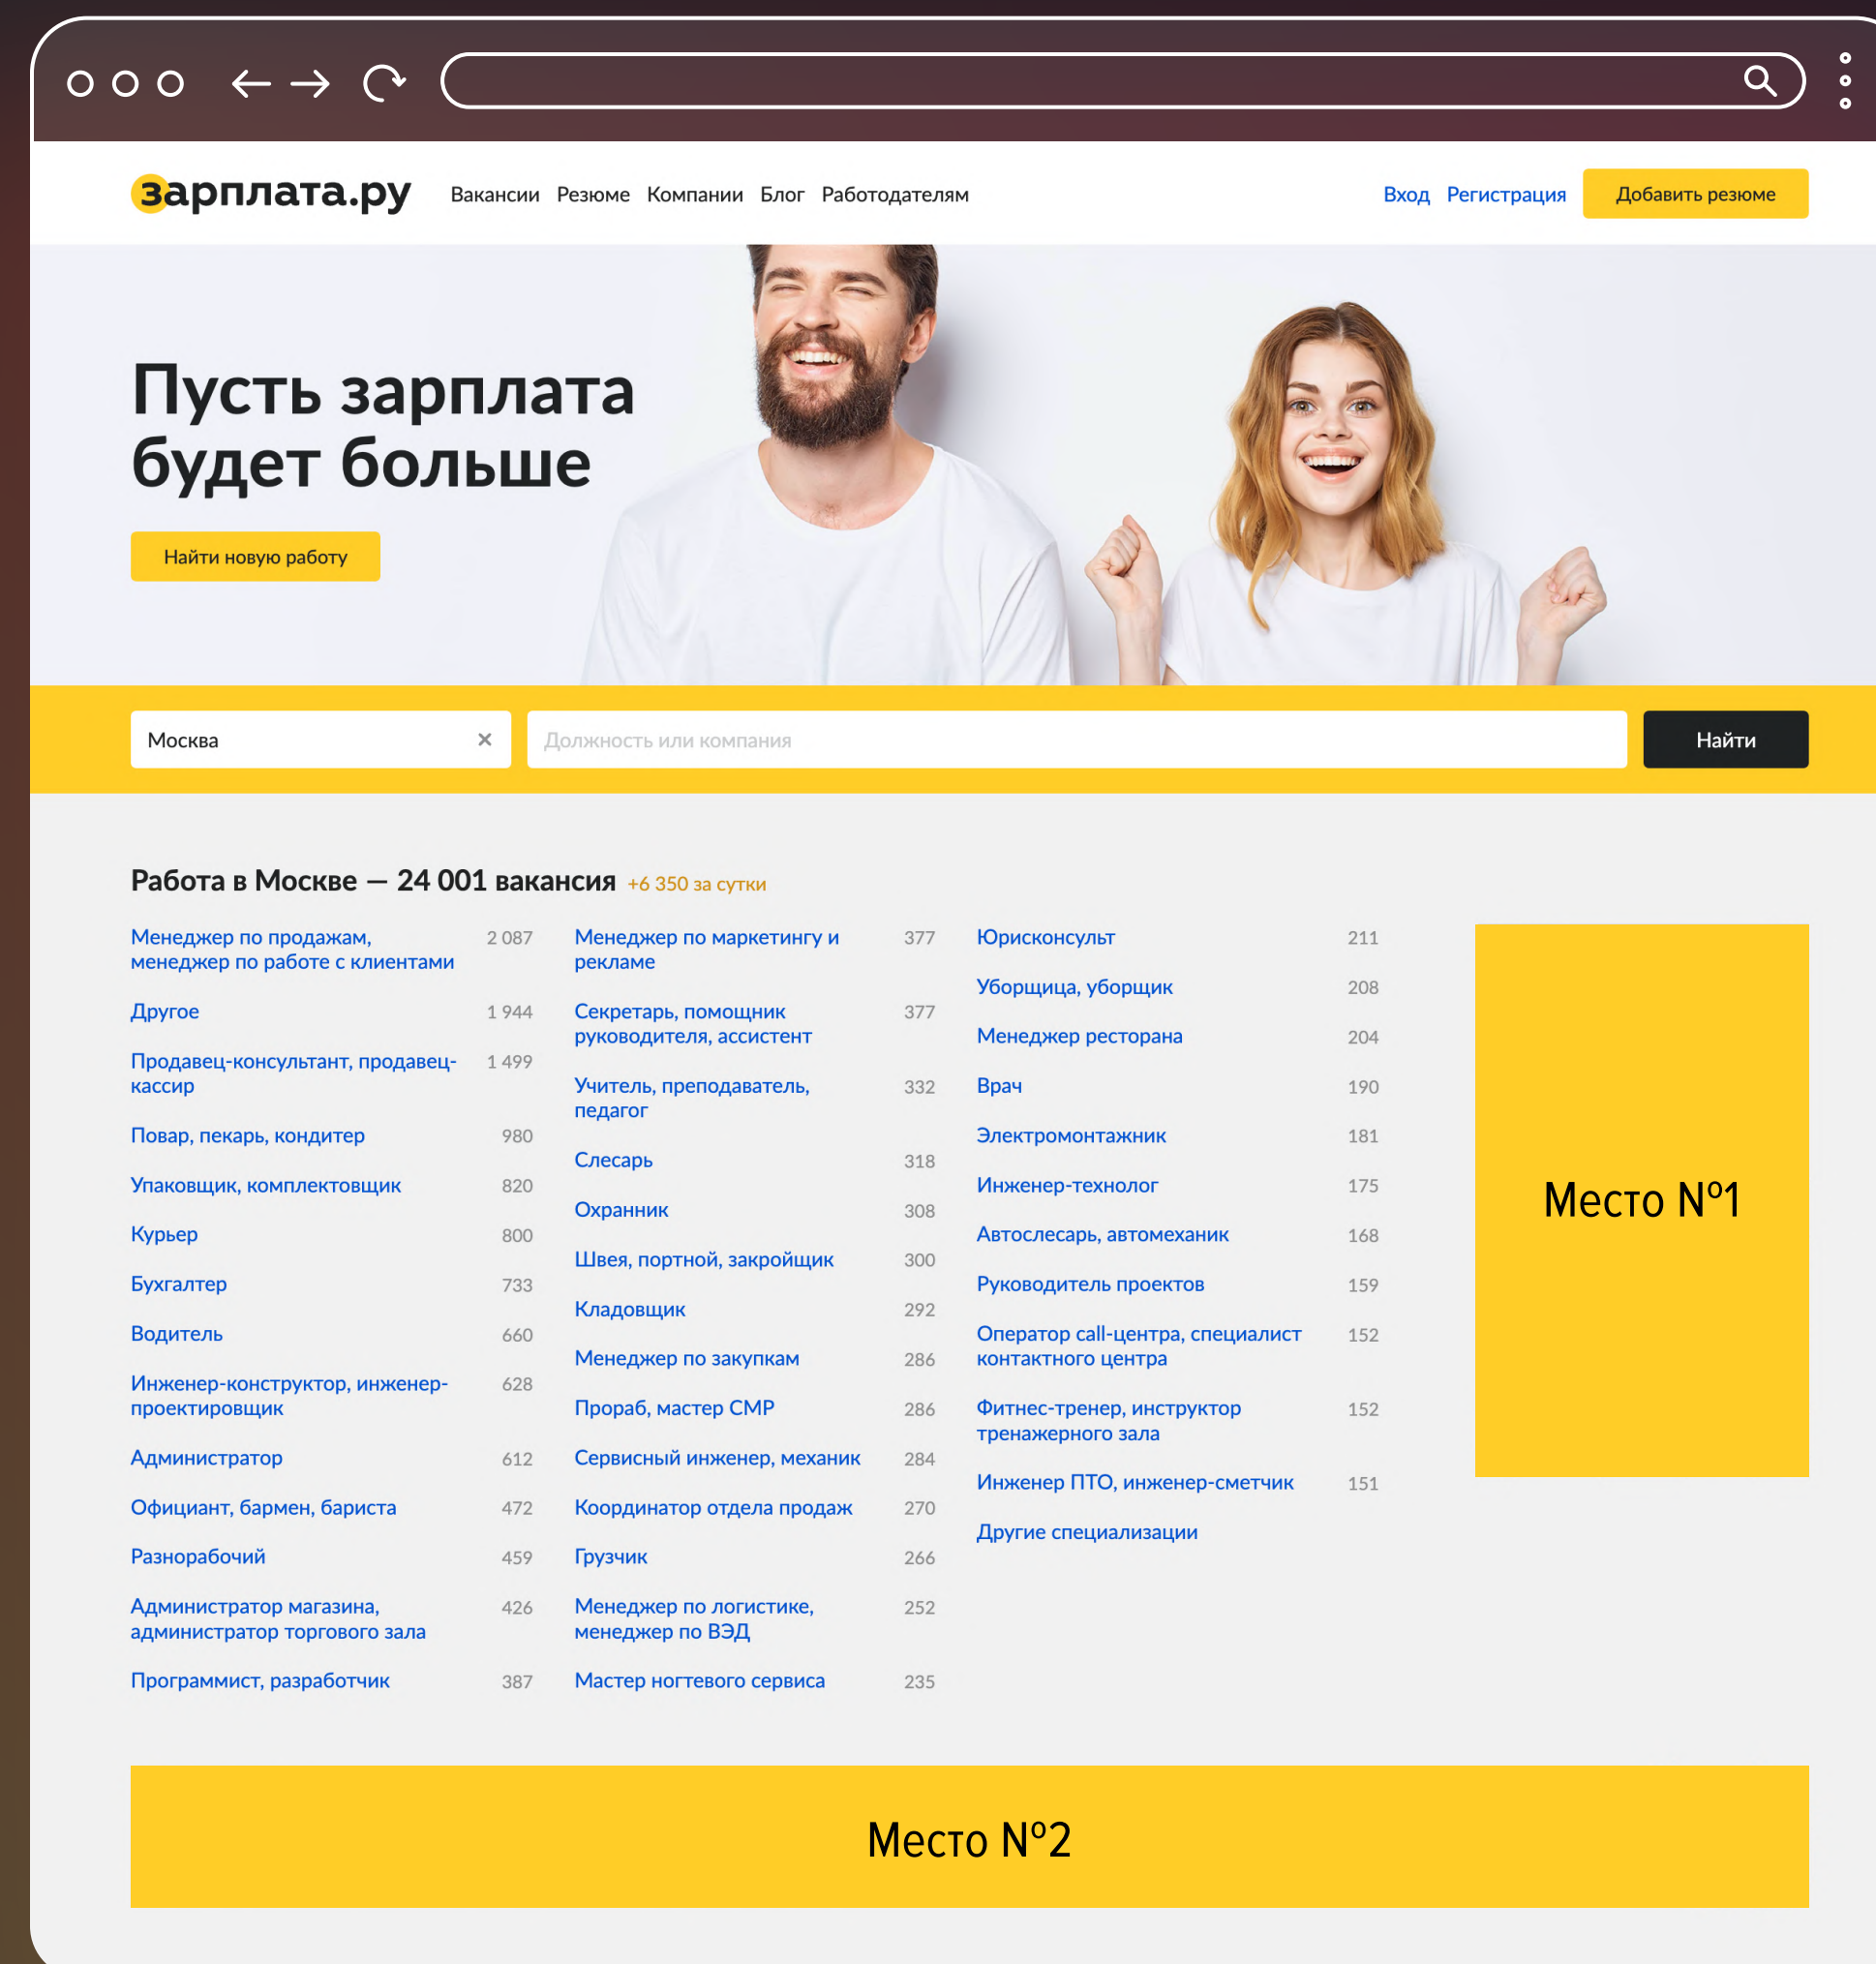 зарплата.ру
Вакансии Резюме Компании Блог Работодателям
Вход Регистрация Добавить резюме
Пусть зарплата
будет больше
Найти новую работу
Москва
Должность или компания
Найти
Работа в Москве — 24 001 вакансия +6 350 за сутки
Менеджер по продажам, 2 087
менеджер по работе с клиентами
Другое 1 944
Продавец-консультант, продавец- 1 499
кассир
Повар, пекарь, кондитер 980
Упаковщик, комплектовщик 820
Курьер 800
Бухгалтер 733
Водитель 660
Инженер-конструктор, инженер- 628
проектировщик
Администратор 612
Официант, бармен, бариста 472
Разнорабочий 459
Администратор магазина, 426
администратор торгового зала
Программист, разработчик 387
Менеджер по маркетингу и 377
рекламе
Секретарь, помощник 377
руководителя, ассистент
Учитель, преподаватель, 332
педагог
Слесарь 318
Охранник 308
Швея, портной, закройщик 300
Кладовщик 292
Менеджер по закупкам 286
Прораб, мастер СМР 286
Сервисный инженер, механик 284
Координатор отдела продаж 270
Грузчик 266
Менеджер по логистике, 252
менеджер по ВЭД
Мастер ногтевого сервиса 235
Юрисконсульт 211
Уборщица, уборщик 208
Менеджер ресторана 204
Врач 190
Электромонтажник 181
Инженер-технолог 175
Автослесарь, автомеханик 168
Руководитель проектов 159
Оператор call-центра, специалист 152
контактного центра
Фитнес-тренер, инструктор 152
тренажерного зала
Инженер ПТО, инженер-сметчик 151
Другие специализации
Место №1
Место №2